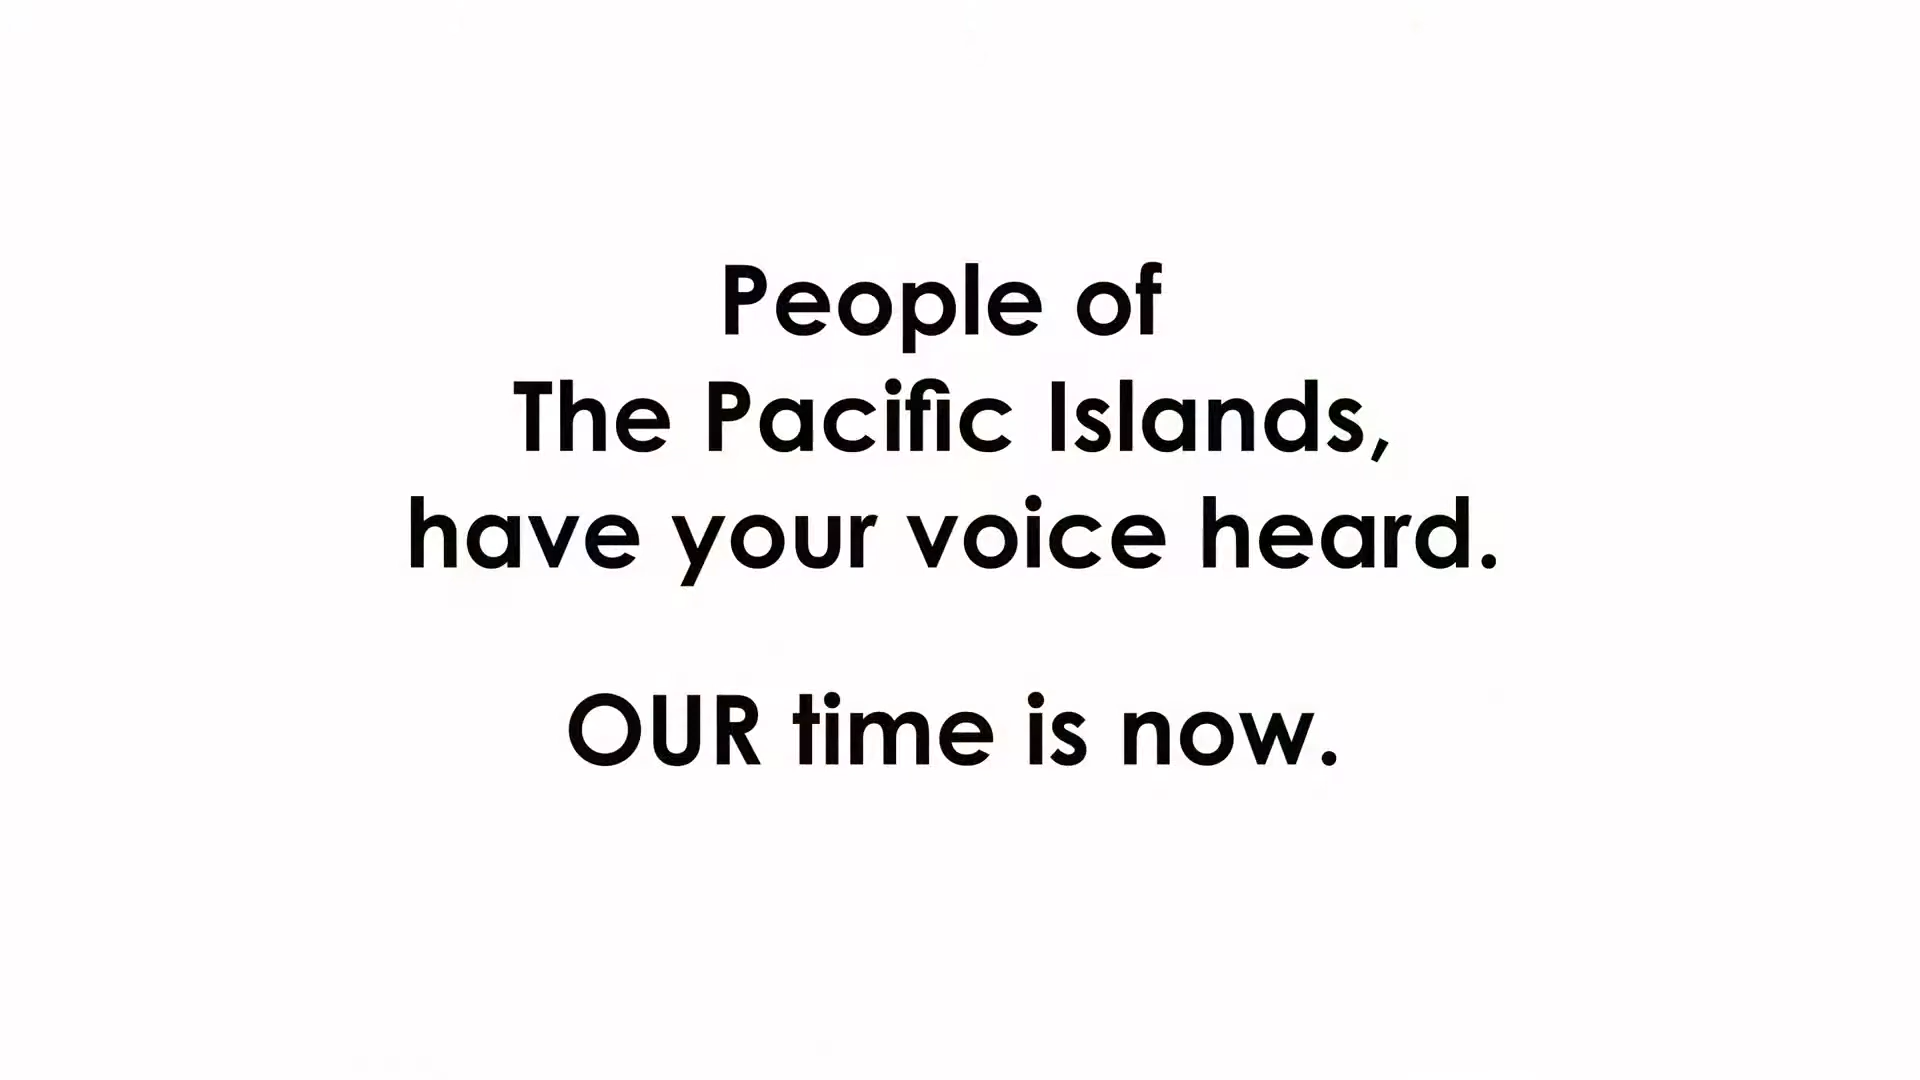 People of
The Pacific Islands,
have your voice heard.
OUR time is now.